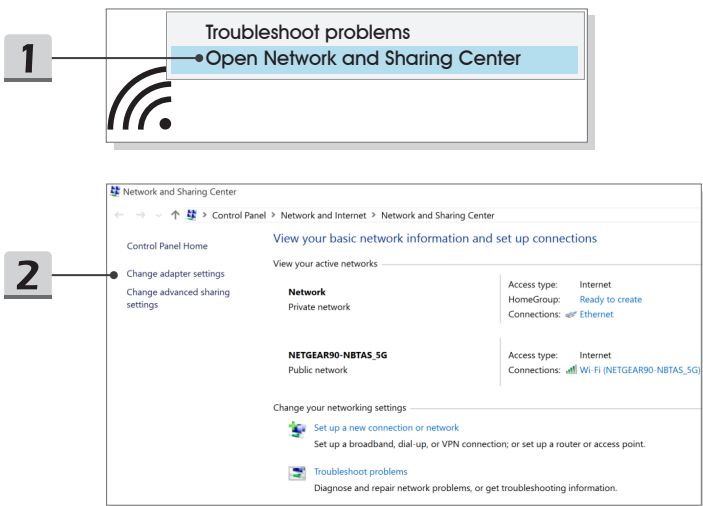 1
Troubleshoot problems
Open Network and Sharing Center
2
Network and Sharing Center
Control Panel > Network and Internet > Network and Sharing Center
Control Panel Home
Change adapter settings
Change advanced sharing
settings
View your basic network information and set up connections
View your active networks
Network
Private network
Access type: Internet
HomeGroup: Ready to create
Connections: Ethernet
NETGEAR90-NBTAS_5G
Public network
Access type: Internet
Connections: Wi-Fi (NETGEAR90-NBTAS_5G)
Change your networking settings
Set up a new connection or network
Set up a broadband, dial-up, or VPN connection; or set up a router or access point.
Troubleshoot problems
Diagnose and repair network problems, or get troubleshooting information.